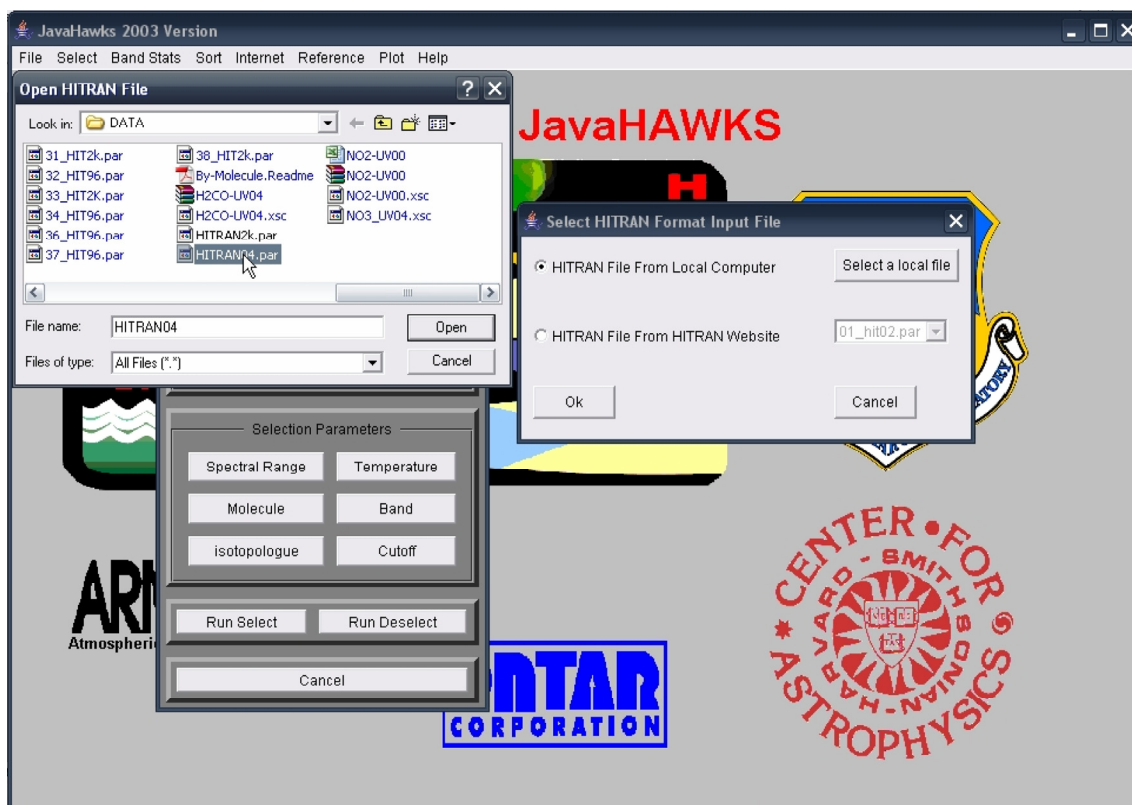 JavaHawks 2003 Version
File Select Band Stats Sort Internet Reference Plot Help
Open HITRAN File
Look in: DATA
31_HIT2k.par
32_HIT96.par
33_HIT2K.par
34_HIT96.par
36_HIT96.par
37_HIT96.par
38_HIT2k.par
By-Molecule.Readme
H2CO-UV04
H2CO-UV04.xsc
HITRAN2k.par
HITRAN04.par
NO2-UV00
NO2-UV00
NO2-UV00.xsc
NO3_UV04.xsc
File name: HITRAN04 Open
Files of type: All Files (*.*) Cancel
JavaHAWKS
H
Select HITRAN Format Input File
HITRAN File From Local Computer Select a local file
HITRAN File From HITRAN Website 01_hit02.par
Ok Cancel
Selection Parameters
Spectral Range Temperature
Molecule Band
isotopologue Cutoff
Run Select Run Deselect
Cancel
CORPORATION
CENTER FOR ASTROPHYSICS
HARVARD-SMITHSONIAN